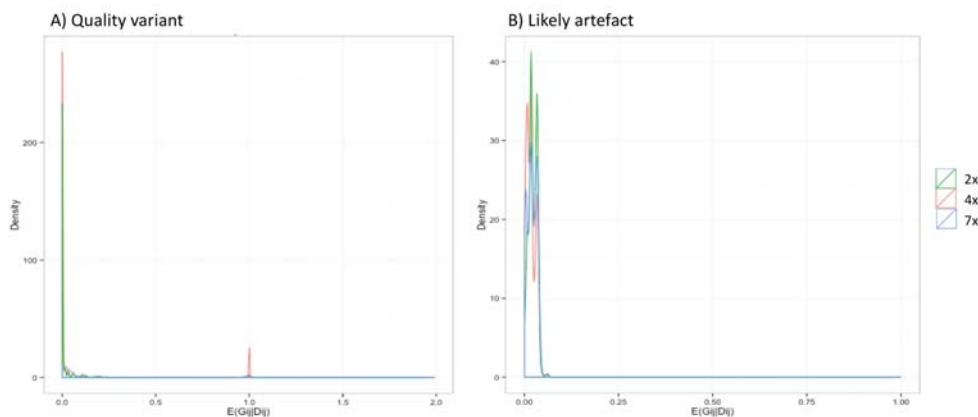 A) Quality variant
B) Likely artefact
Density
200
100
0
0.0 0.5 1.0 1.5 2.0
E(Gij|Dij)
Density
40
30
20
10
0
0.00 0.25 0.50 0.75 1.00
E(Gij|Dij)
2x
4x
7x